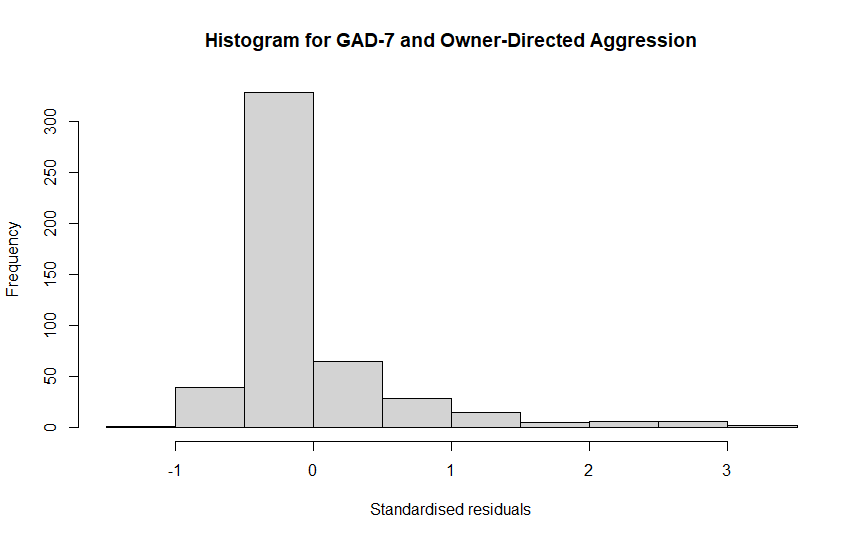 Histogram for GAD-7 and Owner-Directed Aggression
Frequency
300
250
200
150
100
50
0
-1 0 1 2 3
Standardised residuals